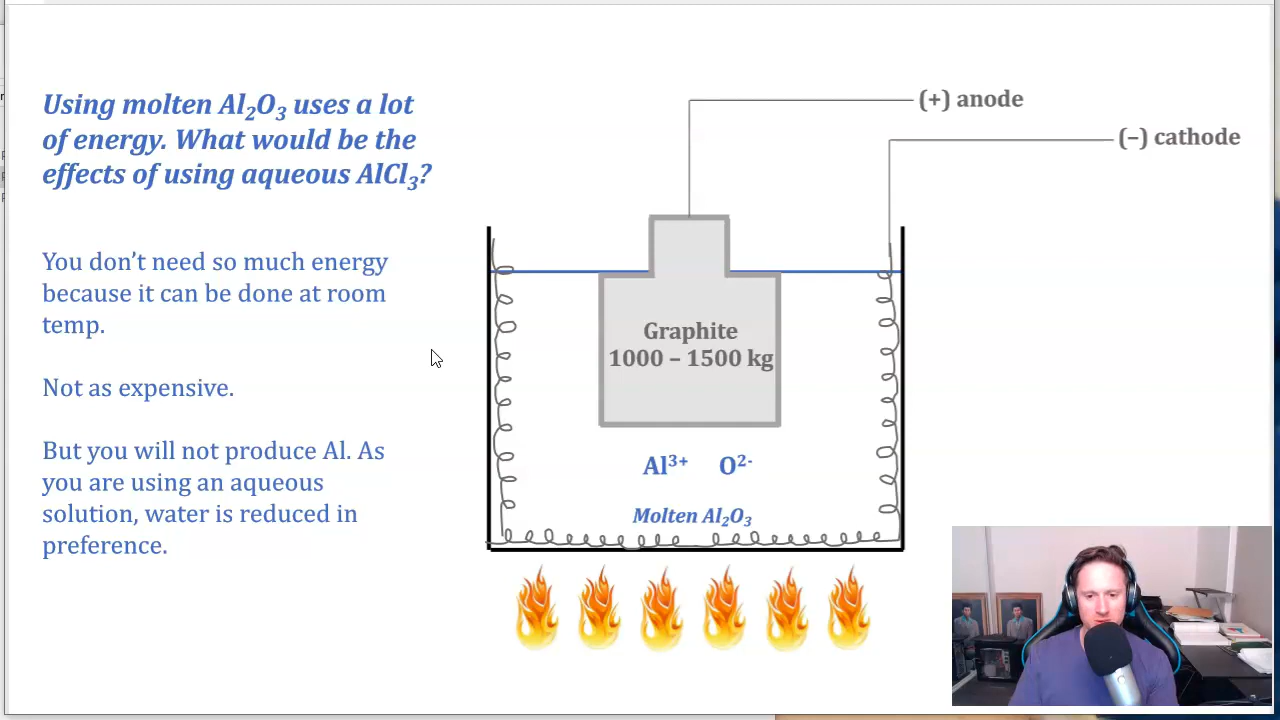 Using molten Al₂O₃ uses a lot
of energy. What would be the
effects of using aqueous AlCl₃?
You don’t need so much energy
because it can be done at room
temp.
Not as expensive.
But you will not produce Al. As
you are using an aqueous
solution, water is reduced in
preference.
(+) anode
(−) cathode
Graphite
1000 – 1500 kg
Al³⁺ O²⁻
Molten Al₂O₃